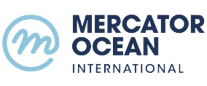 m
MERCATOR
OCEAN
INTERNATIONAL